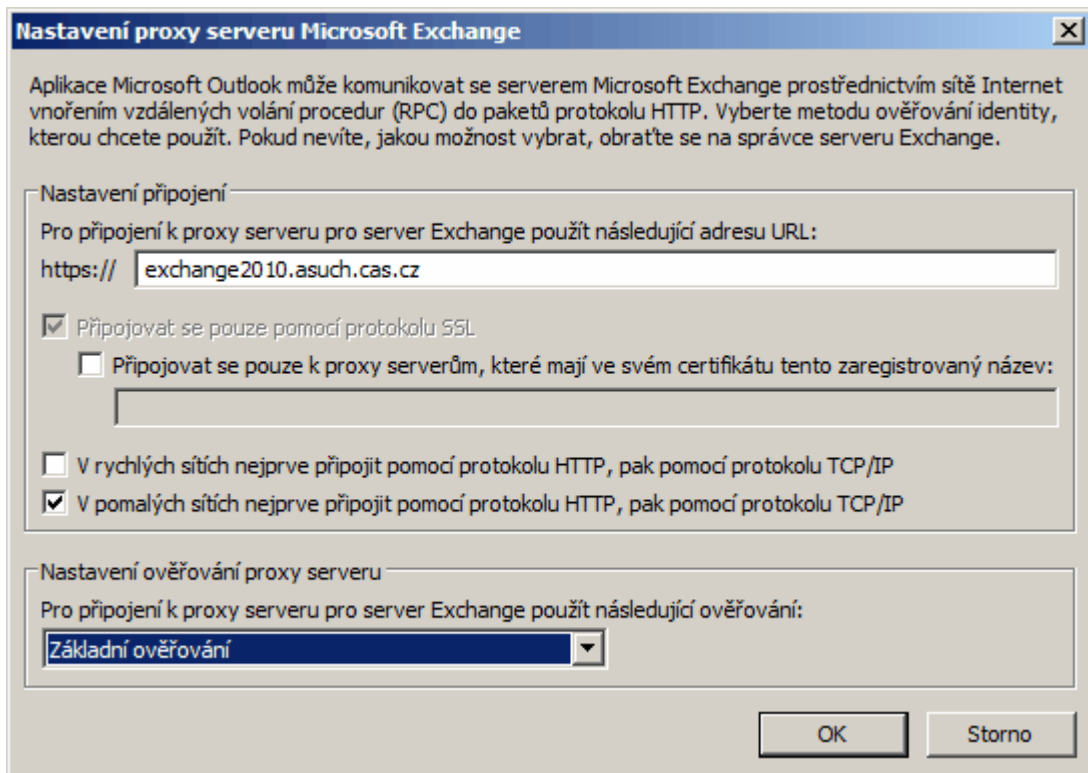 Nastavení proxy serveru Microsoft Exchange
Aplikace Microsoft Outlook může komunikovat se serverem Microsoft Exchange prostřednictvím sítě Internet
vnořením vzdálených volání procedur (RPC) do paketů protokolu HTTP. Vyberte metodu ověřování identity,
kterou chcete použít. Pokud nevíte, jakou možnost vybrat, obraťte se na správce serveru Exchange.
Nastavení připojení
Pro připojení k proxy serveru pro server Exchange použít následující adresu URL:
https:// exchange2010.asuch.cas.cz
Připojovat se pouze pomocí protokolu SSL
Připojovat se pouze k proxy serverům, které mají ve svém certifikátu tento zaregistrovaný název:
V rychlých sítích nejprve připojit pomocí protokolu HTTP, pak pomocí protokolu TCP/IP
V pomalých sítích nejprve připojit pomocí protokolu HTTP, pak pomocí protokolu TCP/IP
Nastavení ověřování proxy serveru
Pro připojení k proxy serveru pro server Exchange použít následující ověřování:
Základní ověřování
OK Storno